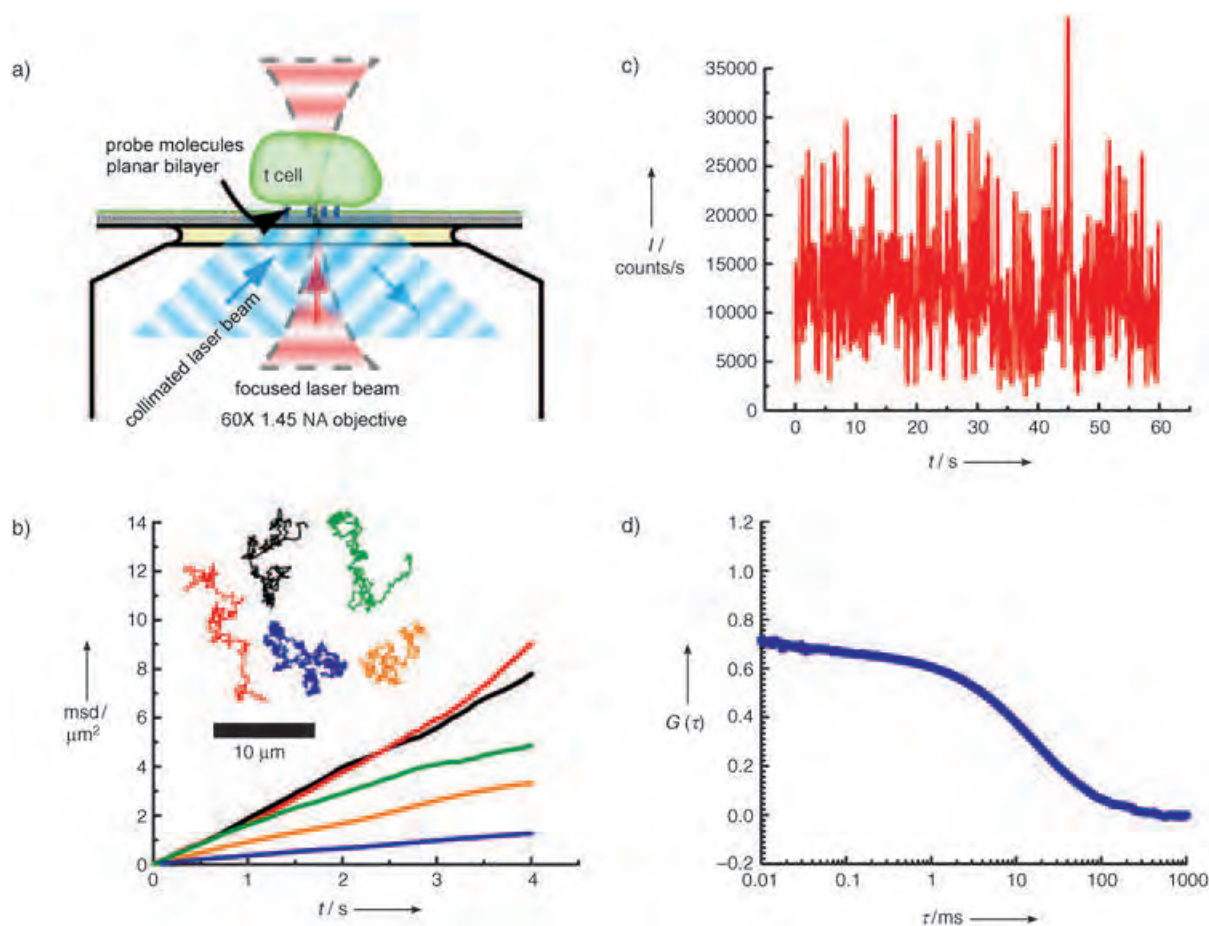 a)
probe molecules
planar bilayer
t cell
collimated laser beam
focused laser beam
60X 1.45 NA objective
b)
14
12
10
8
6
4
2
0
msd /
μm²
10 μm
0
1
2
3
4
t / s
c)
35000
30000
25000
20000
15000
10000
5000
0
I /
counts/s
0
10
20
30
40
50
60
t / s
d)
1.2
1.0
0.8
0.6
0.4
0.2
0.0
−0.2
G (τ)
0.01
0.1
1
10
100
1000
τ/ms